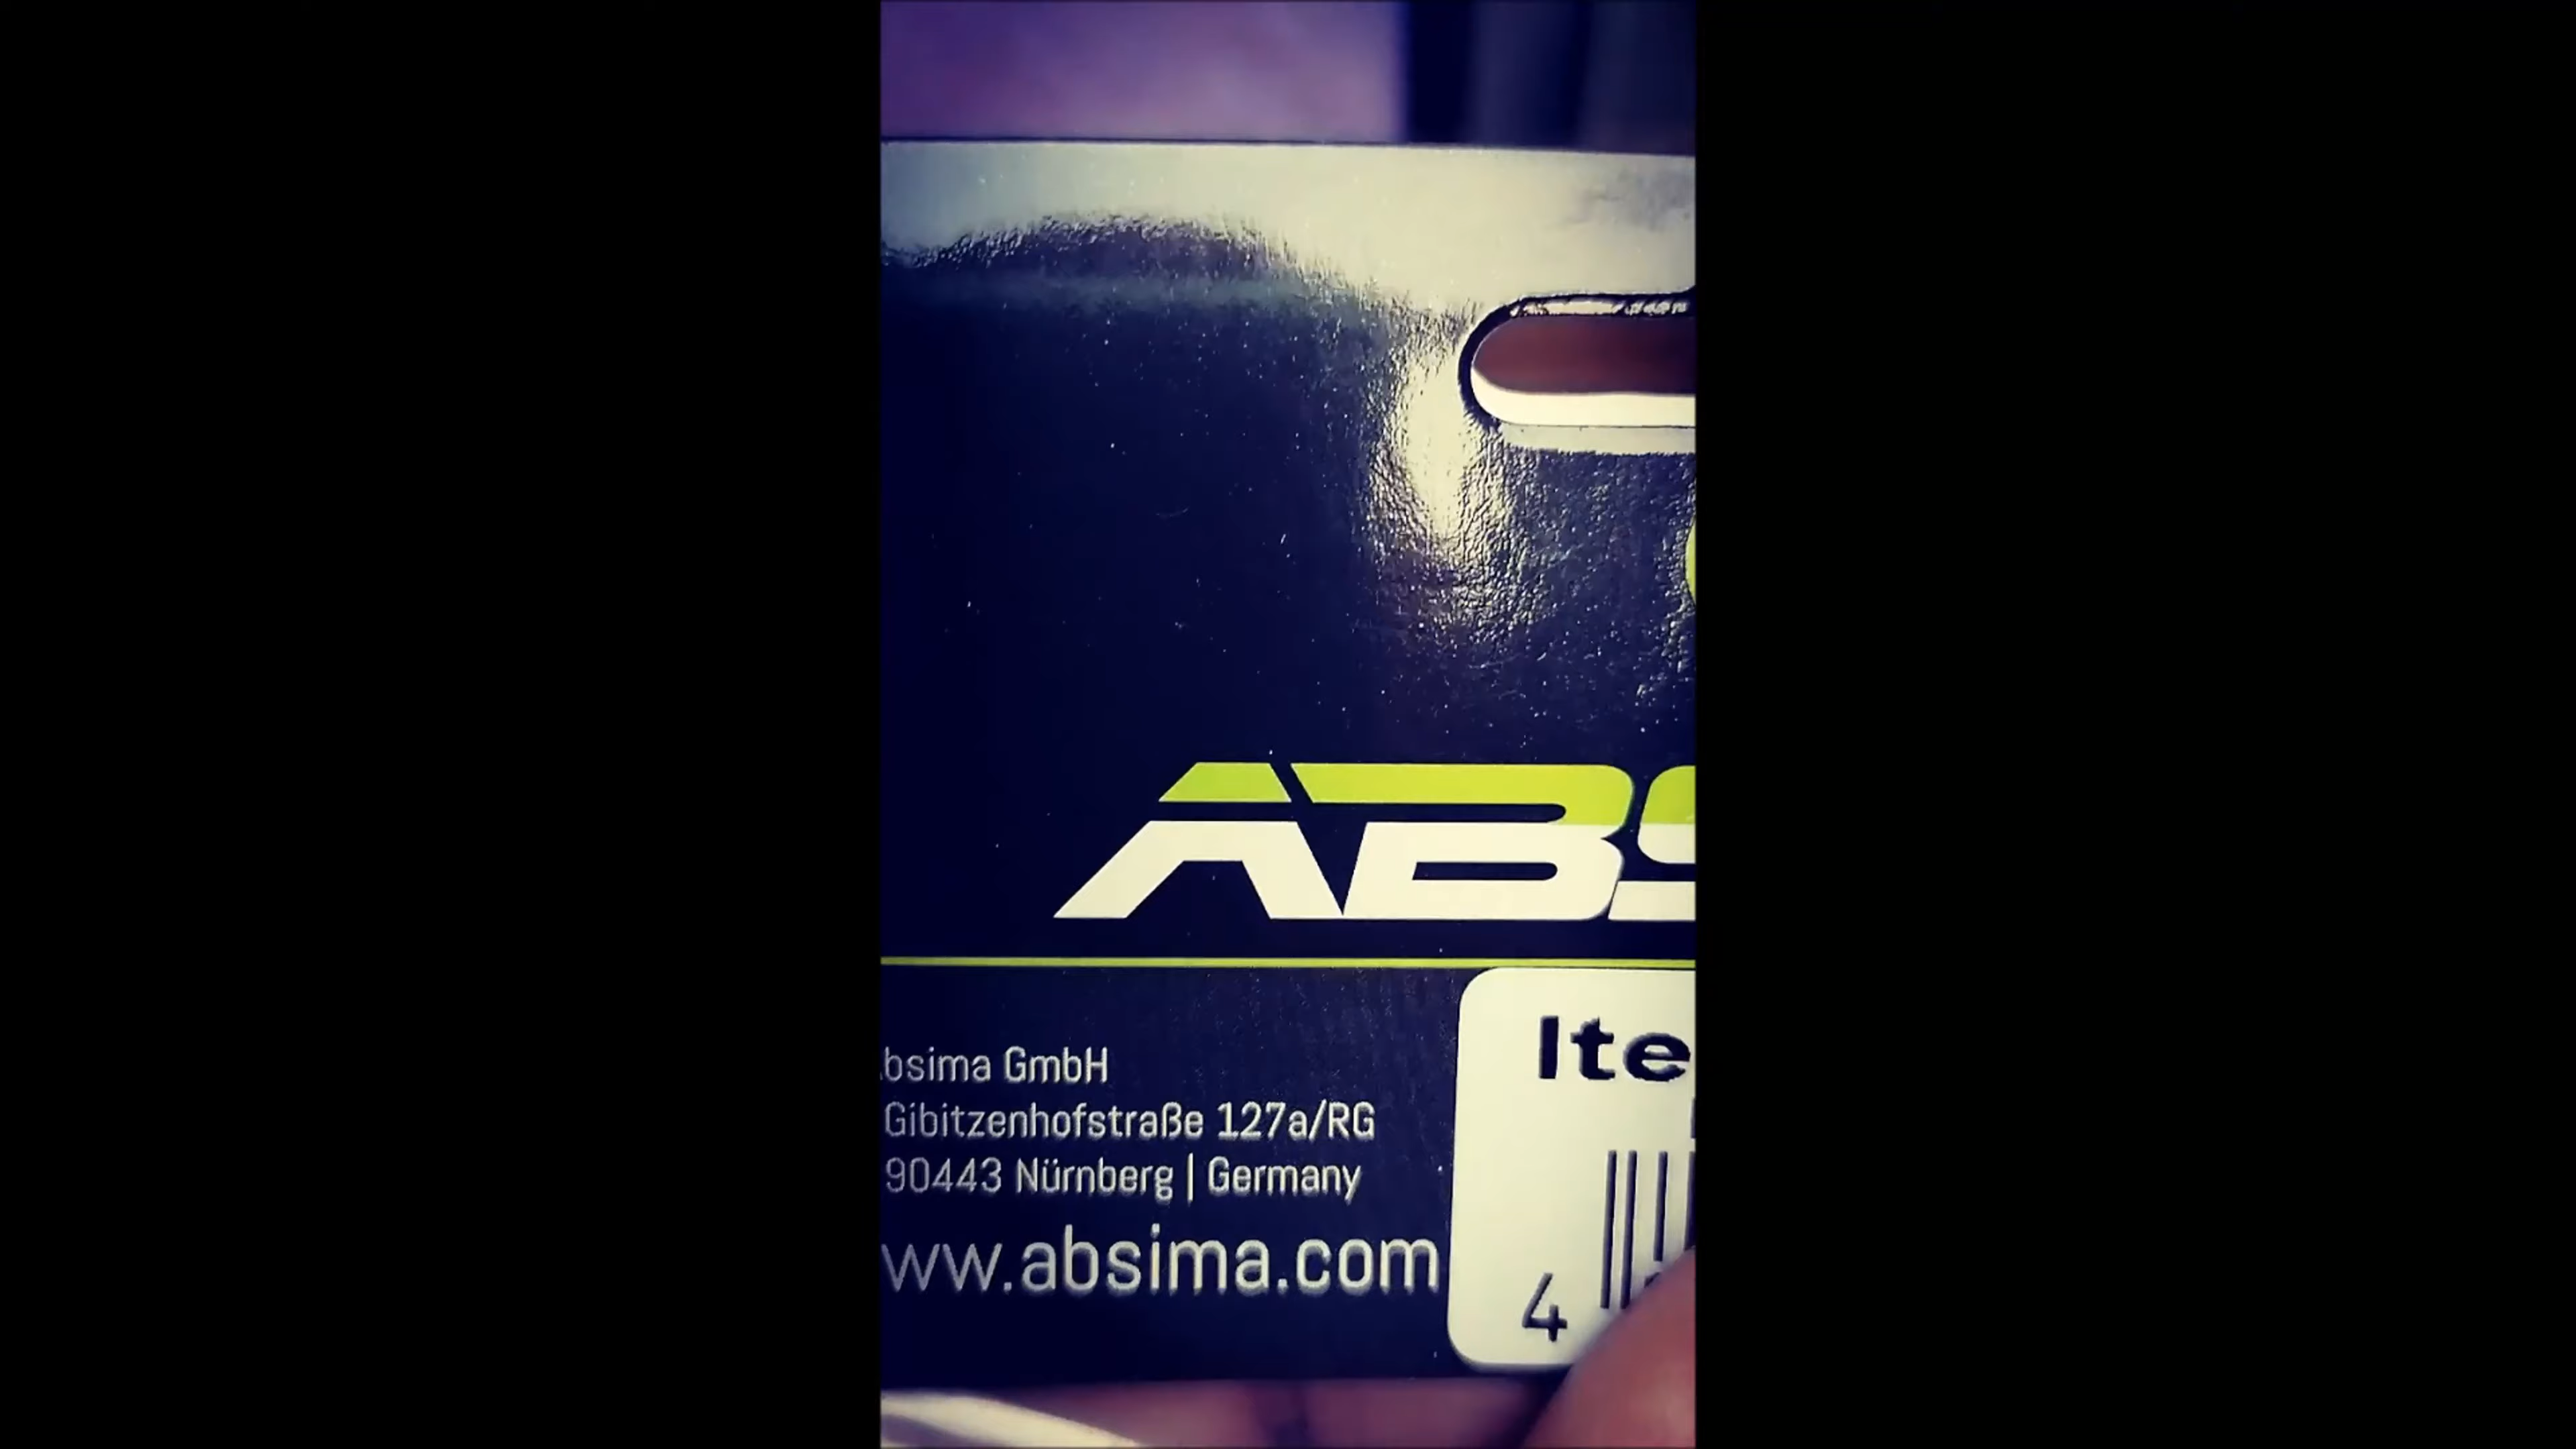 ABS
Ite
absima GmbH
Gibitzenhofstraße 127a/RG
90443 Nürnberg | Germany
ww.absima.com
4